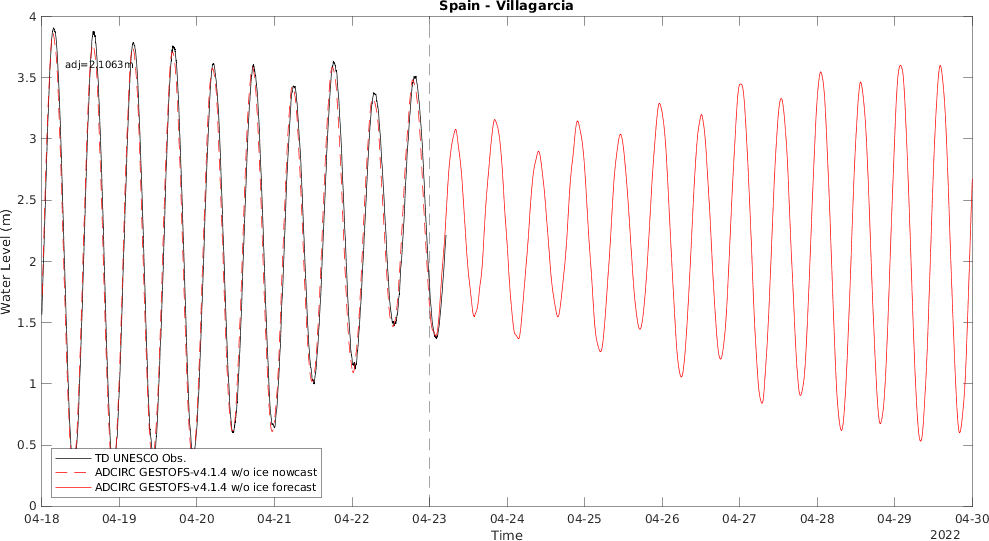 Spain - Villagarcia
adj=2.1063m
4
3.5
3
2.5
2
1.5
1
0.5
0
Water Level (m)
TD UNESCO Obs.
ADCIRC GESTOFS-v4.1.4 w/o ice nowcast
ADCIRC GESTOFS-v4.1.4 w/o ice forecast
04-18 04-19 04-20 04-21 04-22 04-23 04-24 04-25 04-26 04-27 04-28 04-29 04-30
Time
2022